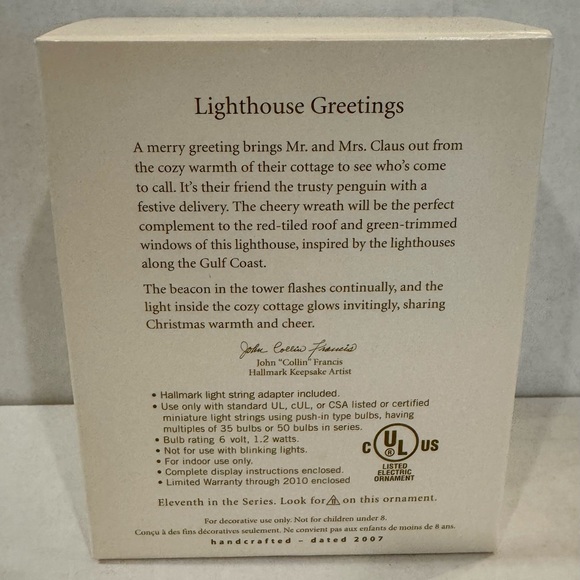 Lighthouse Greetings
A merry greeting brings Mr. and Mrs. Claus out from
the cozy warmth of their cottage to see who's come
to call. It's their friend the trusty penguin with a
festive delivery. The cheery wreath will be the perfect
complement to the red-tiled roof and green-trimmed
windows of this lighthouse, inspired by the lighthouses
along the Gulf Coast.
The beacon in the tower flashes continually, and the
light inside the cozy cottage glows invitingly, sharing
Christmas warmth and cheer.
John Collin Francis
John "Collin" Francis
Hallmark Keepsake Artist
• Hallmark light string adapter included.
• Use only with standard UL, cUL, or CSA listed or certified
miniature light strings using push-in type bulbs, having
multiples of 35 bulbs or 50 bulbs in series.
• Bulb rating 6 volt, 1.2 watts.
• Not for use with blinking lights.
• For indoor use only.
• Complete display instructions enclosed.
• Limited Warranty through 2010 enclosed
C UL ® US
LISTED
ELECTRIC
ORNAMENT
Eleventh in the Series. Look for 11 on this ornament.
For decorative use only. Not for children under 8.
Conçu à des fins décoratives seulement. Ne convient pas aux enfants de moins de 8 ans.
handcrafted – dated 2007